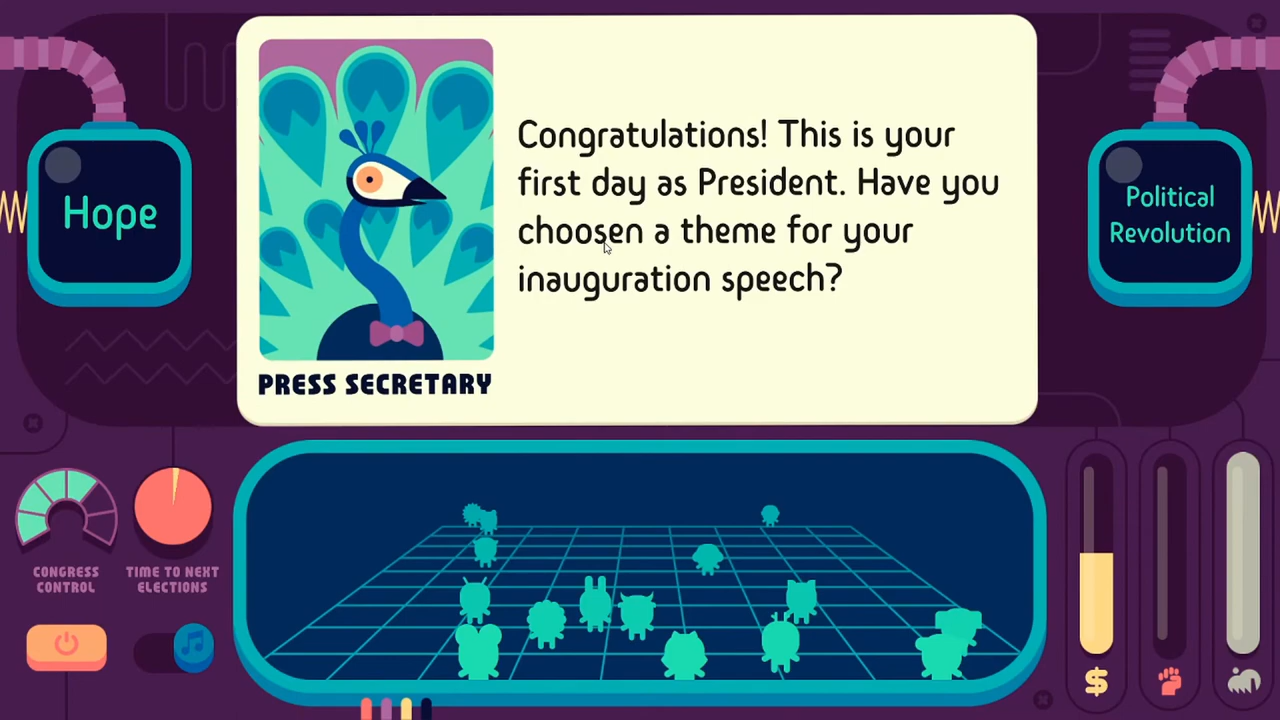 Hope
Congratulations! This is your
first day as President. Have you
choosen a theme for your
inauguration speech?
PRESS SECRETARY
Political
Revolution
CONGRESS
CONTROL
TIME TO NEXT
ELECTIONS
$